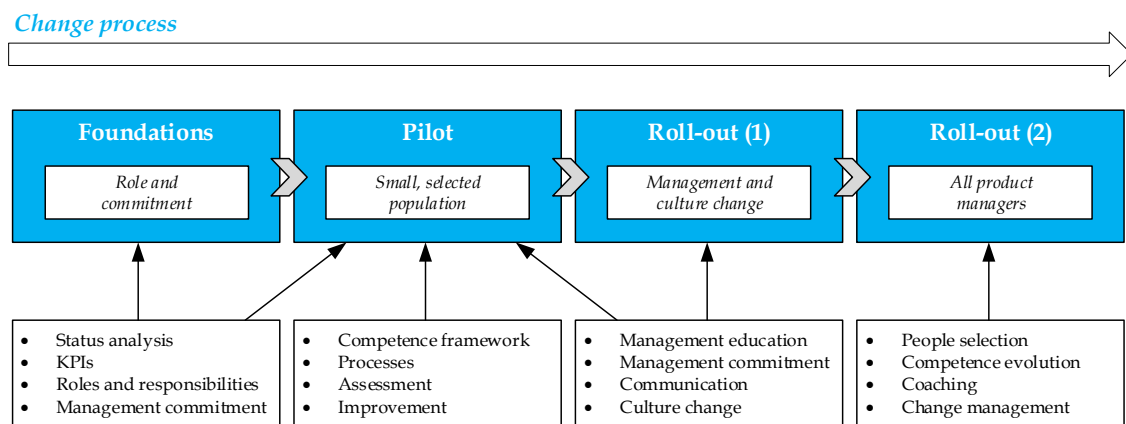 Change process
Foundations
Role and
commitment
Pilot
Small, selected
population
Roll-out (1)
Management and
culture change
Roll-out (2)
All product
managers
• Status analysis
• KPIs
• Roles and responsibilities
• Management commitment
• Competence framework
• Processes
• Assessment
• Improvement
• Management education
• Management commitment
• Communication
• Culture change
• People selection
• Competence evolution
• Coaching
• Change management